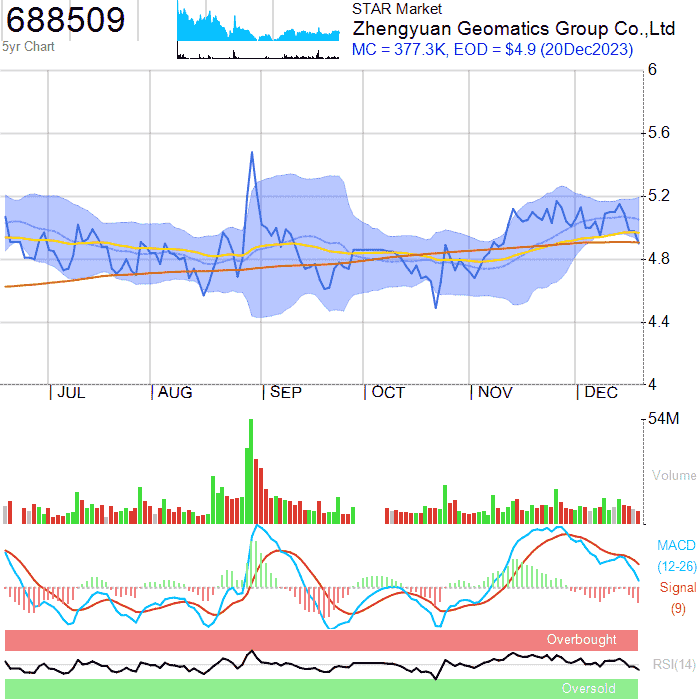 688509
5yr Chart
STAR Market
Zhengyuan Geomatics Group Co.,Ltd
MC = 377.3K, EOD = $4.9 (20Dec2023)
6
5.6
5.2
4.8
4.4
4
JUL AUG SEP OCT NOV DEC
54M
Volume
MACD
(12-26)
Signal
(9)
Overbought
RSI(14)
Oversold